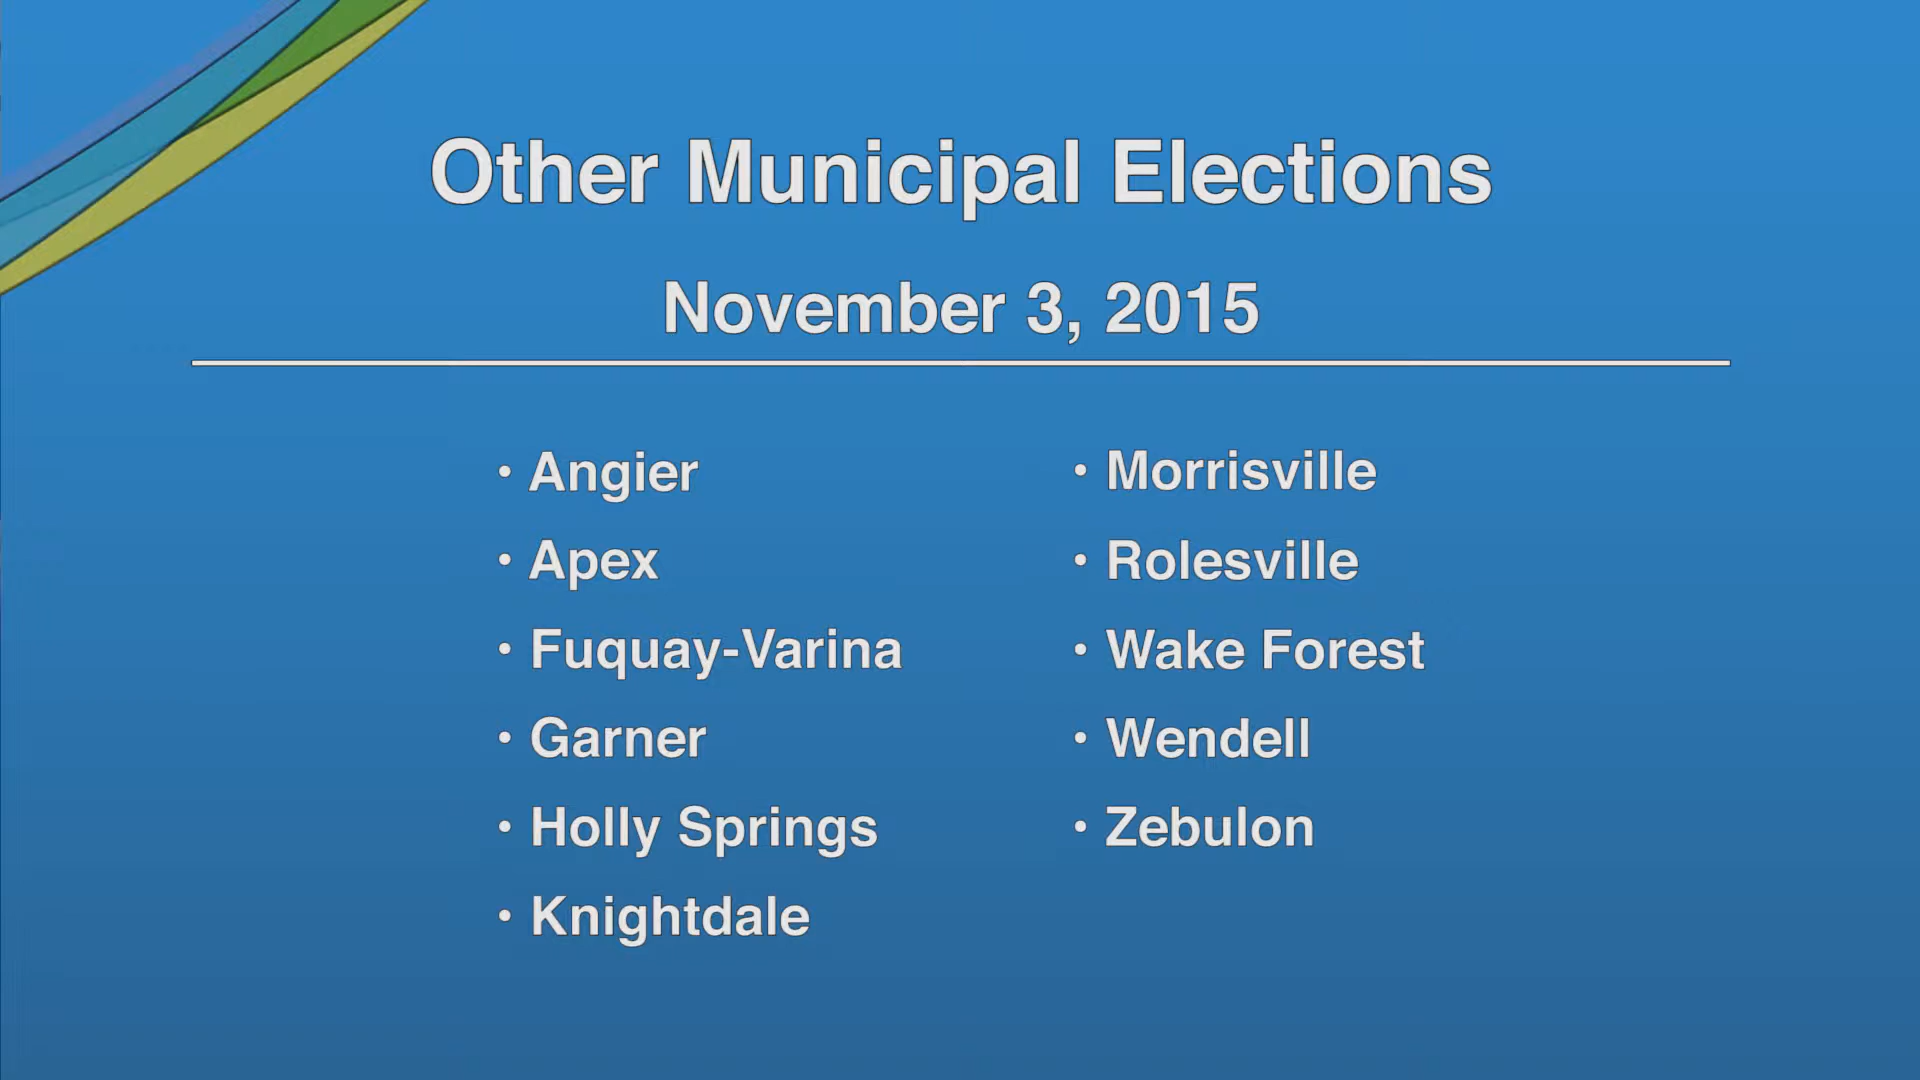 Other Municipal Elections
November 3, 2015
• Angier
• Apex
• Fuquay-Varina
• Garner
• Holly Springs
• Knightdale
• Morrisville
• Rolesville
• Wake Forest
• Wendell
• Zebulon